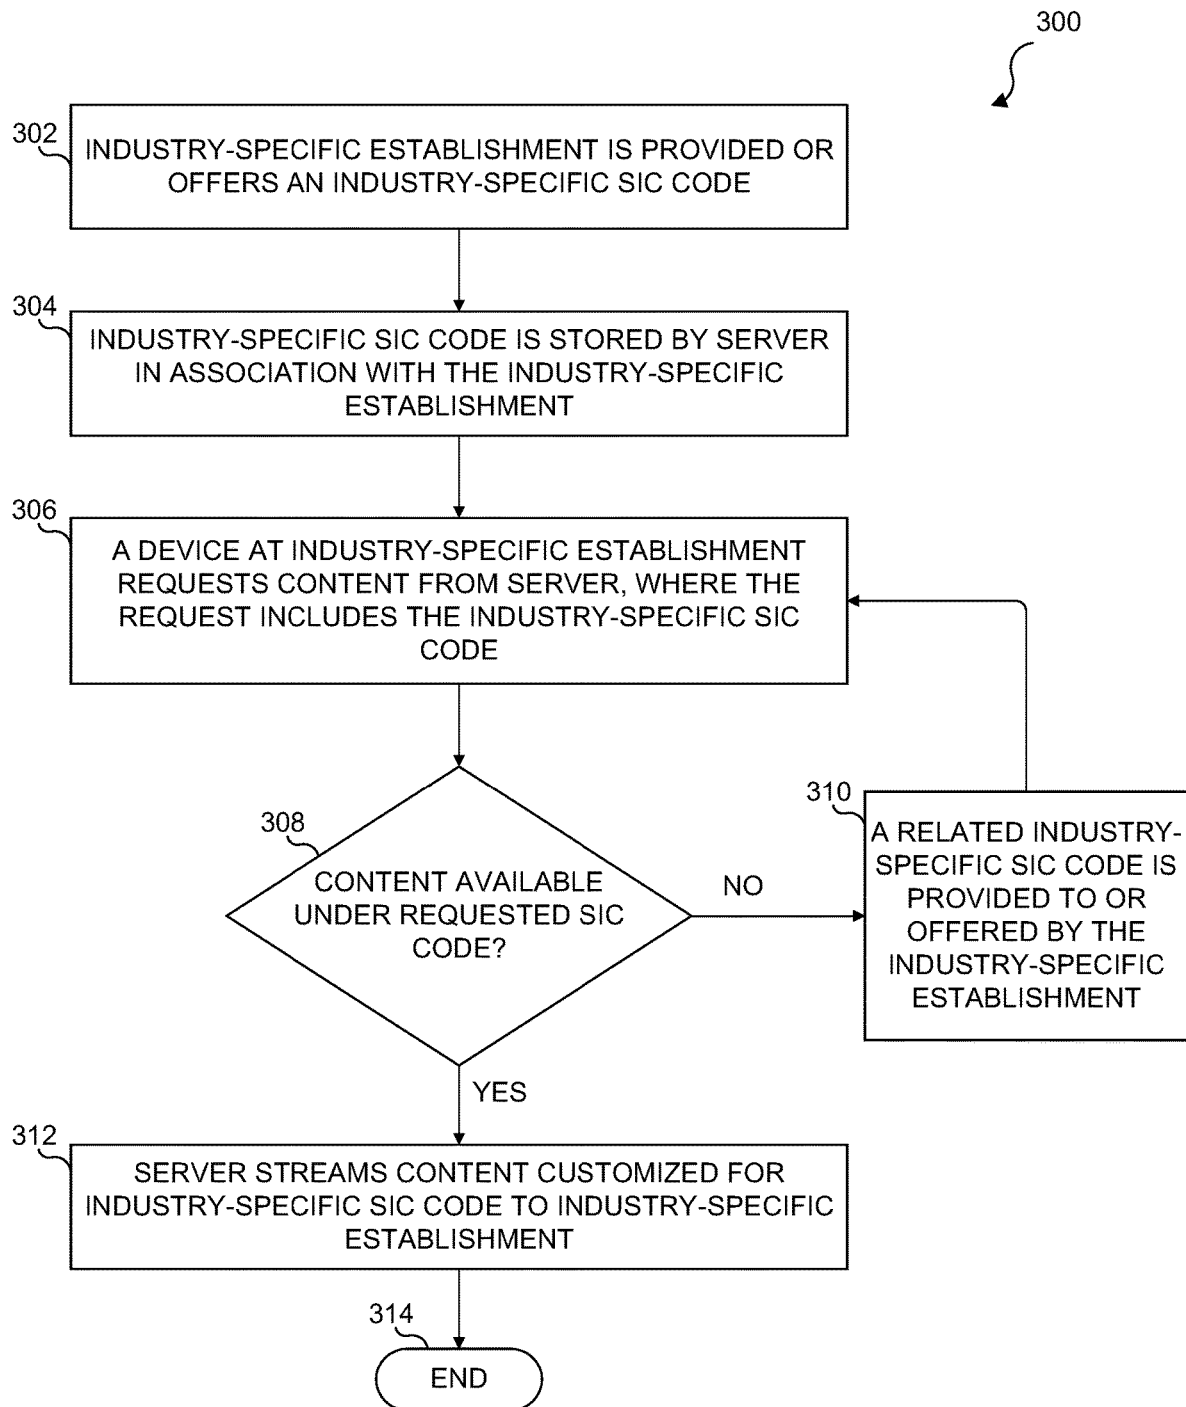 300
302
INDUSTRY-SPECIFIC ESTABLISHMENT IS PROVIDED OR
OFFERS AN INDUSTRY-SPECIFIC SIC CODE
304
INDUSTRY-SPECIFIC SIC CODE IS STORED BY SERVER
IN ASSOCIATION WITH THE INDUSTRY-SPECIFIC
ESTABLISHMENT
306
A DEVICE AT INDUSTRY-SPECIFIC ESTABLISHMENT
REQUESTS CONTENT FROM SERVER, WHERE THE
REQUEST INCLUDES THE INDUSTRY-SPECIFIC SIC
CODE
308
CONTENT AVAILABLE
UNDER REQUESTED SIC
CODE?
NO
310
A RELATED INDUSTRY-
SPECIFIC SIC CODE IS
PROVIDED TO OR
OFFERED BY THE
INDUSTRY-SPECIFIC
ESTABLISHMENT
YES
312
SERVER STREAMS CONTENT CUSTOMIZED FOR
INDUSTRY-SPECIFIC SIC CODE TO INDUSTRY-SPECIFIC
ESTABLISHMENT
314
END